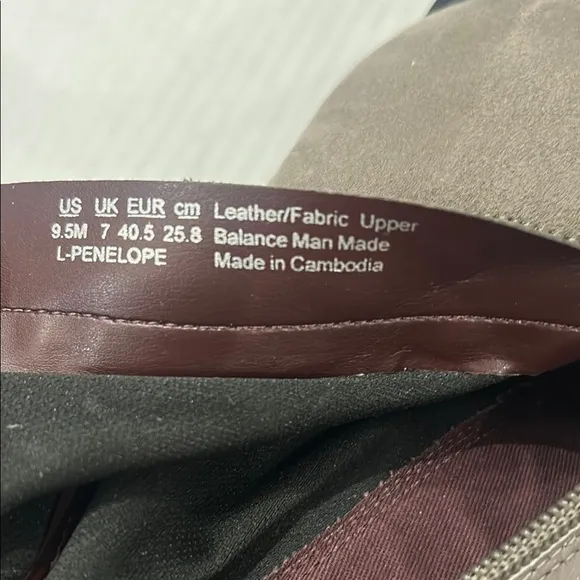 US UK EUR cm Leather/Fabric Upper
9.5M 7 40.5 25.8 Balance Man Made
L-PENELOPE Made in Cambodia